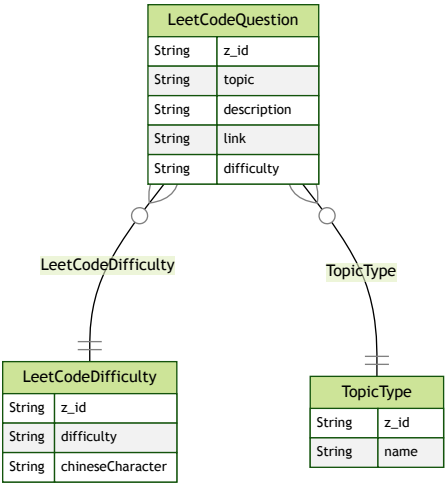 LeetCodeQuestion
String z_id
String topic
String description
String link
String difficulty
LeetCodeDifficulty
TopicType
LeetCodeDifficulty
String z_id
String difficulty
String chineseCharacter
TopicType
String z_id
String name